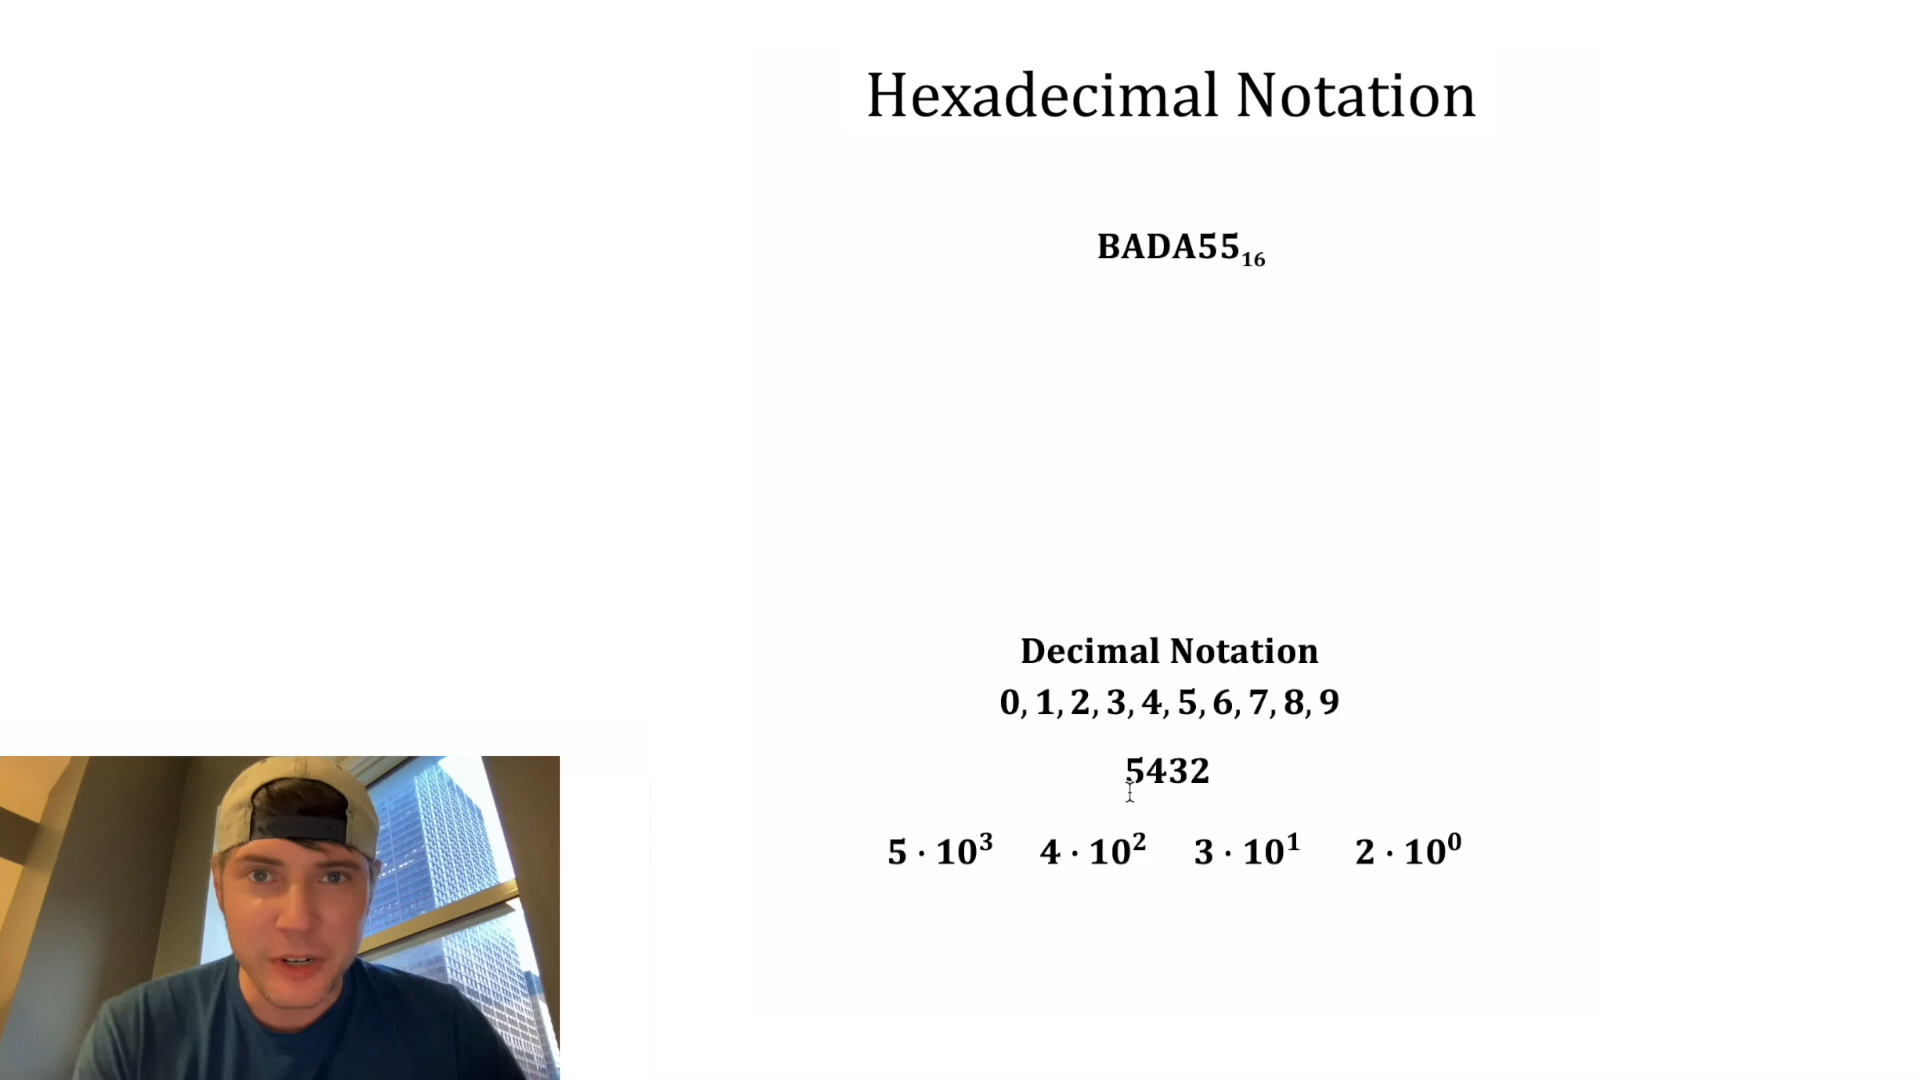 Hexadecimal Notation
BADA55₁₆
Decimal Notation
0, 1, 2, 3, 4, 5, 6, 7, 8, 9
5432
5 · 10³ 4 · 10² 3 · 10¹ 2 · 10⁰